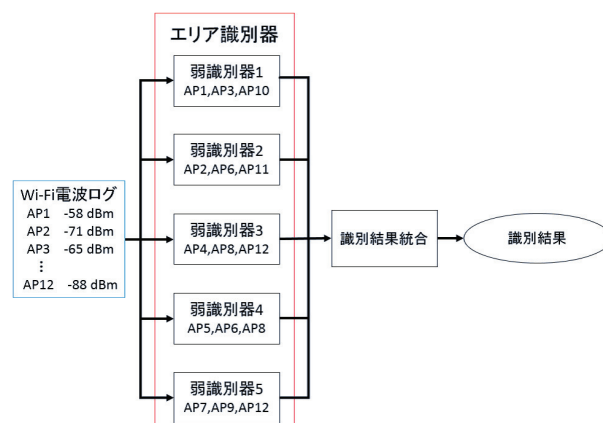 エリア識別器
弱識別器1
AP1,AP3,AP10
弱識別器2
AP2,AP6,AP11
Wi-Fi電波ログ
AP1 -58 dBm
AP2 -71 dBm
AP3 -65 dBm
⋮
AP12 -88 dBm
弱識別器3
AP4,AP8,AP12
識別結果統合
識別結果
弱識別器4
AP5,AP6,AP8
弱識別器5
AP7,AP9,AP12